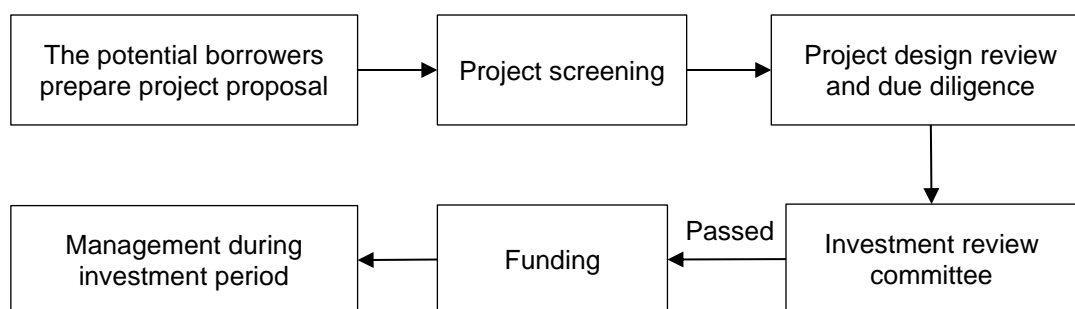 The potential borrowers
prepare project proposal
Project screening
Project design review
and due diligence
Investment review
committee
Passed
Funding
Management during
investment period